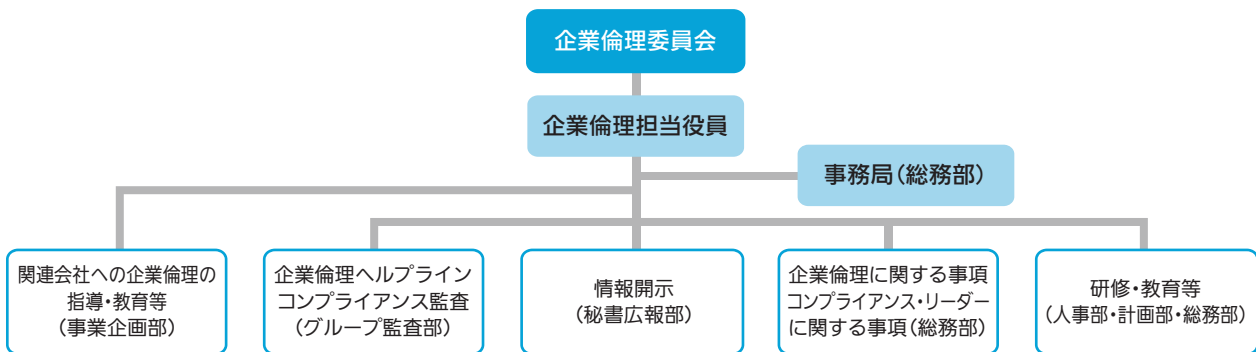 企業倫理委員会
企業倫理担当役員
事務局(総務部)
関連会社への企業倫理の
指導・教育等
(事業企画部)
企業倫理ヘルプライン
コンプライアンス監査
(グループ監査部)
情報開示
(秘書広報部)
企業倫理に関する事項
コンプライアンス・リーダー
に関する事項(総務部)
研修・教育等
(人事部・計画部・総務部)